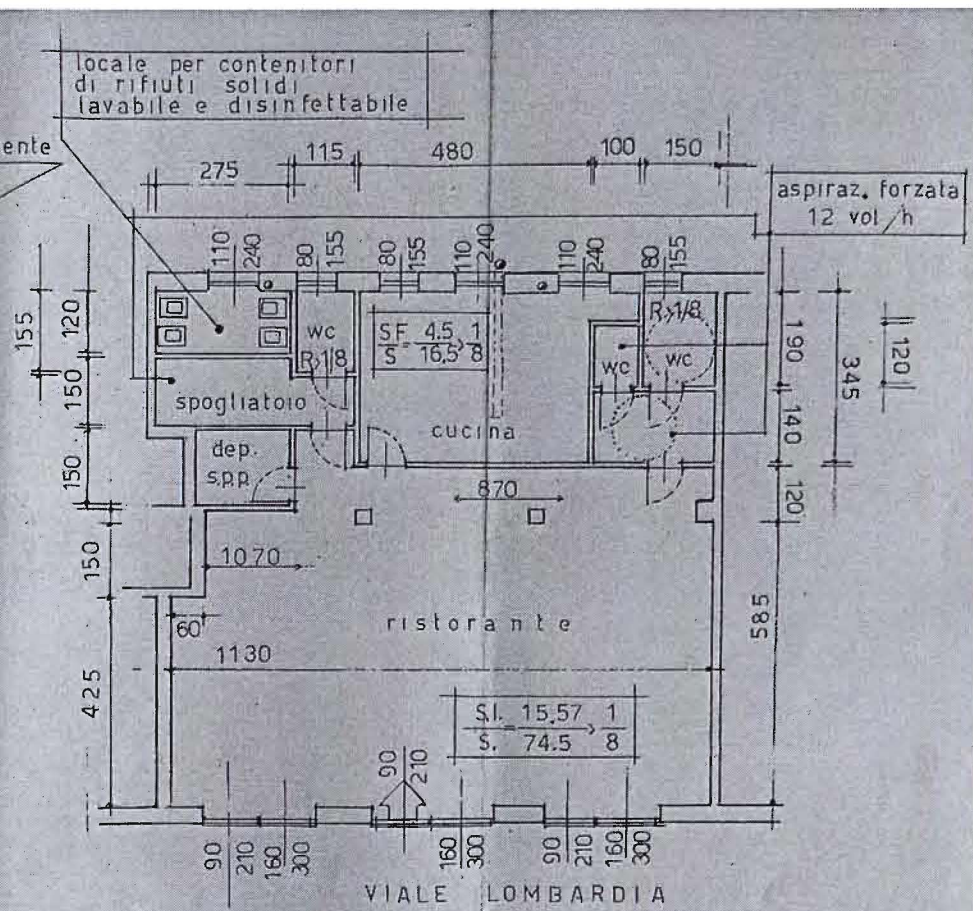 locale per contenitori
di rifiuti solidi
lavabile e disinfettabile
ente
275
115
480
100
150
aspiraz. forzata
12 vol/h
110
240
80
155
80
155
110
240
110
240
80
155
155
120
150
150
150
425
wc
R>1/8
S.F. = 4.5 > 1
S 16.5 8
R>1/8
wc
wc
190
120
345
140
120
585
spogliatoio
cucina
dep.
s.p.p.
870
1070
60
ristorante
1130
S.I. = 15.57 > 1
S. 74.5 8
90
210
90
210
160
300
160
300
90
210
160
300
VIALE LOMBARDIA